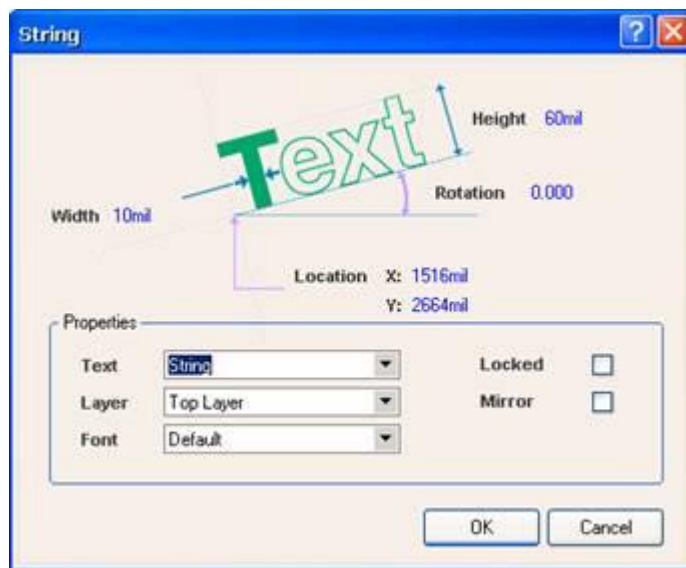 String
Text
Height 60mil
Rotation 0.000
Width 10mil
Location X: 1516mil
Y: 2664mil
Properties
Text String Locked
Layer Top Layer Mirror
Font Default
OK Cancel